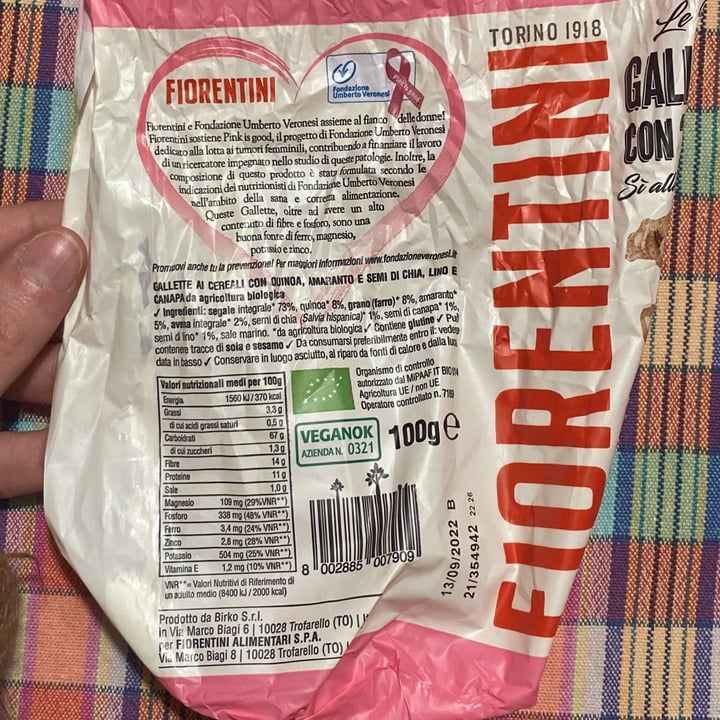 FIORENTINI
Fondazione
Umberto Veronesi
Pink is good
Fiorentini e Fondazione Umberto Veronesi assieme al fianco delle donne!
Fiorentini sostiene Pink is good, il progetto di Fondazione Umberto Veronesi
dedicato alla lotta ai tumori femminili, contribuendo a finanziare il lavoro
di un ricercatore impegnato nello studio di queste patologie. Inoltre, la
composizione di questo prodotto è stata formulata secondo le
indicazioni dei nutrizionisti di Fondazione Umberto Veronesi
nell'ambito della sana e corretta alimentazione.
Queste Gallette, oltre ad avere un alto
contenuto di fibre e fosforo, sono una
buona fonte di ferro, magnesio,
potassio e zinco.
Promuovi anche tu la prevenzione! Per maggiori informazioni www.fondazioneveronesi.it
GALLETTE AI CEREALI CON QUINOA, AMARANTO E SEMI DI CHIA, LINO E
CANAPA da agricoltura biologica
✓ Ingredienti: segale integrale* 73%, quinoa* 8%, grano (farro)* 8%, amaranto*
5%, avena integrale* 2%, semi di chia (Salvia hispanica)* 1%, semi di canapa* 1%,
semi di lino* 1%, sale marino. *da agricoltura biologica ✓ Contiene glutine ✓ Può
contenere tracce di soia e sesamo ✓ Da consumarsi preferibilmente entro il: vedere
data in basso ✓ Conservare in luogo asciutto, al riparo da fonti di calore e dalla luce
Valori nutrizionali medi per 100g
Energia 1560 kJ/370 kcal
Grassi 3,3 g
di cui acidi grassi saturi 0,5 g
Carboidrati 67 g
di cui zuccheri 1,3 g
Fibre 14 g
Proteine 11 g
Sale 1,0 g
Magnesio 109 mg (29%VNR**)
Fosforo 338 mg (48% VNR**)
Ferro 3,4 mg (24% VNR**)
Zinco 2,8 mg (28% VNR**)
Potassio 504 mg (25% VNR**)
Vitamina E 1,2 mg (10% VNR**)
VNR**= Valori Nutritivi di Riferimento di
un adulto medio (8400 kJ / 2000 kcal)
Organismo di controllo
autorizzato dal MIPAAF IT BIO 014
Agricoltura UE / non UE
Operatore controllato n. 7169
VEGANOK
AZIENDA N. 0321
100g e
8 002885 007909
13/09/2022 B
21/354942 22:26
Prodotto da Birko S.r.l.
in Via Marco Biagi 6 | 10028 Trofarello (TO) |
per FIORENTINI ALIMENTARI S.P.A.
Via Marco Biagi 8 | 10028 Trofarello (TO) |
TORINO 1918
FIORENTINI
Le
GAL
CON
Sì al